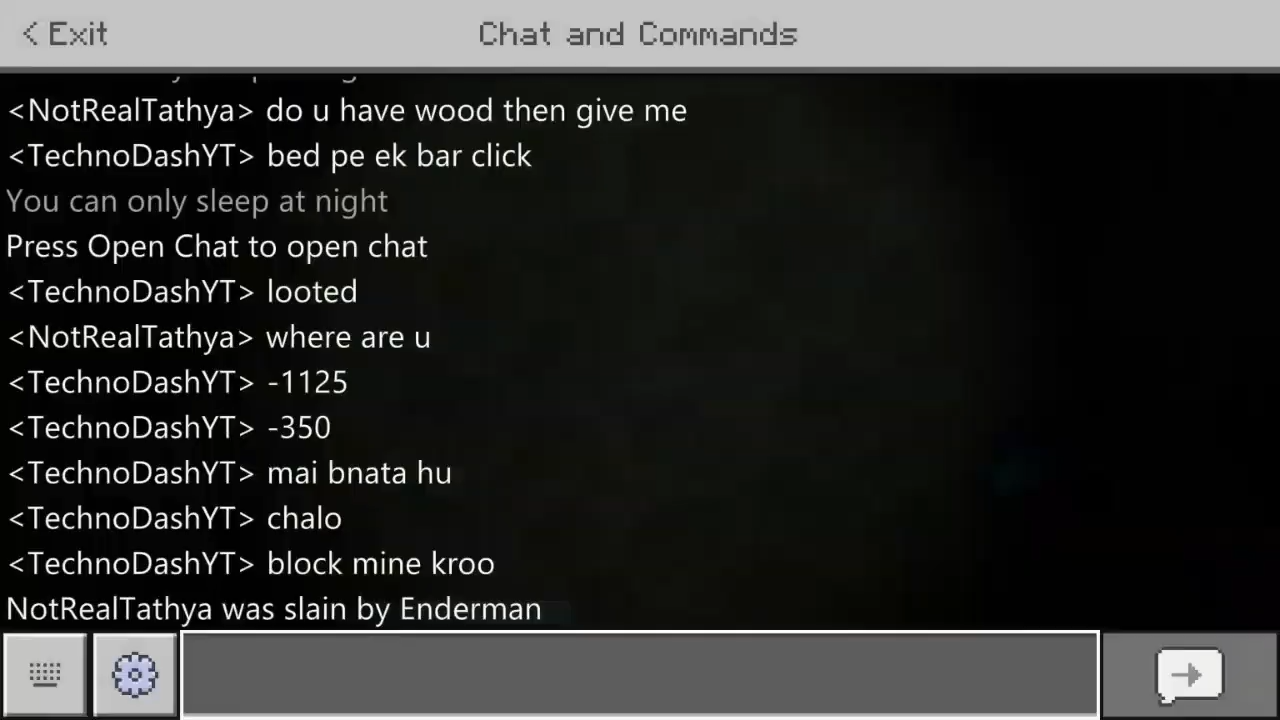 < Exit
Chat and Commands
<NotRealTathya> do u have wood then give me
<TechnoDashYT> bed pe ek bar click
You can only sleep at night
Press Open Chat to open chat
<TechnoDashYT> looted
<NotRealTathya> where are u
<TechnoDashYT> -1125
<TechnoDashYT> -350
<TechnoDashYT> mai bnata hu
<TechnoDashYT> chalo
<TechnoDashYT> block mine kroo
NotRealTathya was slain by Enderman